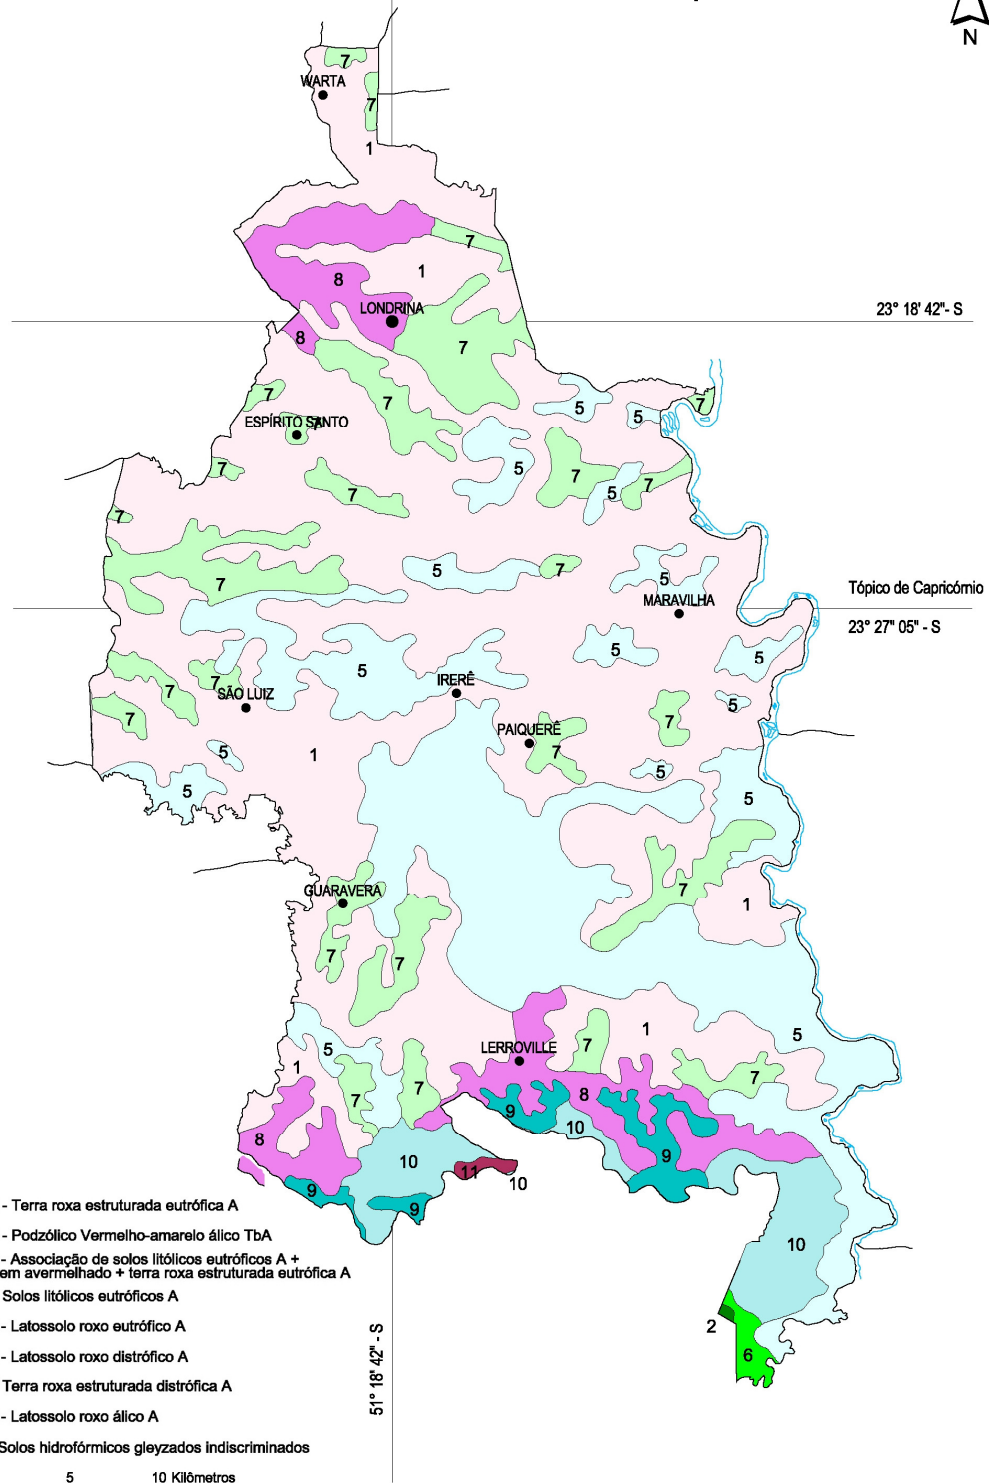 N
7
WARTA
7
1
7
8
1
LONDRINA
23° 18' 42"- S
8
7
7
7
5
7
5
ESPÍRITO SANTO
7
5
7
7
5
7
7
5
7
7
5
5
Tópico de Capricórnio
MARAVILHA
23° 27" 05" - S
5
5
5
7
7
SÃO LUIZ
IRERÊ
5
7
7
PAIQUERÊ
7
5
1
5
5
5
GUARAVERA
7
1
7
7
1
5
7
5
LERROVILLE
1
7
7
7
8
9
10
8
9
10
11
10
9
9
10
2
6
- Terra roxa estruturada eutrófica A
- Podzólico Vermelho-amarelo álico TbA
- Associação de solos litólicos eutróficos A +
em avermelhado + terra roxa estruturada eutrófica A
Solos litólicos eutróficos A
- Latossolo roxo eutrófico A
- Latossolo roxo distrófico A
Terra roxa estruturada distrófica A
- Latossolo roxo álico A
Solos hidrofórmicos gleyzados indiscriminados
5 10 Kilômetros
51° 18' 42" - S